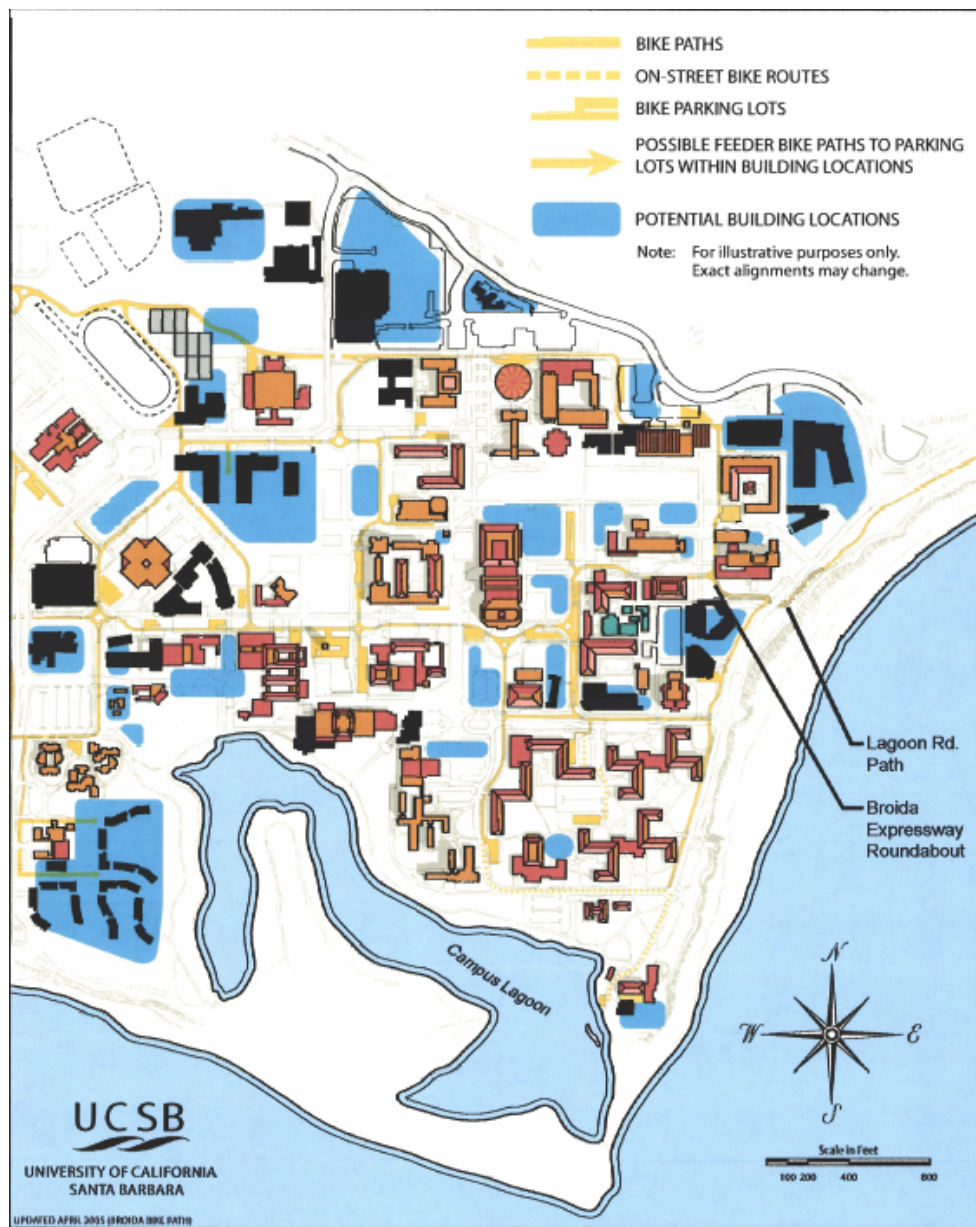 BIKE PATHS
ON-STREET BIKE ROUTES
BIKE PARKING LOTS
POSSIBLE FEEDER BIKE PATHS TO PARKING
LOTS WITHIN BUILDING LOCATIONS
POTENTIAL BUILDING LOCATIONS
Note: For illustrative purposes only.
Exact alignments may change.
Lagoon Rd.
Path
Broida
Expressway
Roundabout
Campus Lagoon
N
W E
S
UCSB
UNIVERSITY OF CALIFORNIA
SANTA BARBARA
Scale in Feet
100 200 400 800
UPDATED APRIL 2005 (BROIDA BIKE PATH)